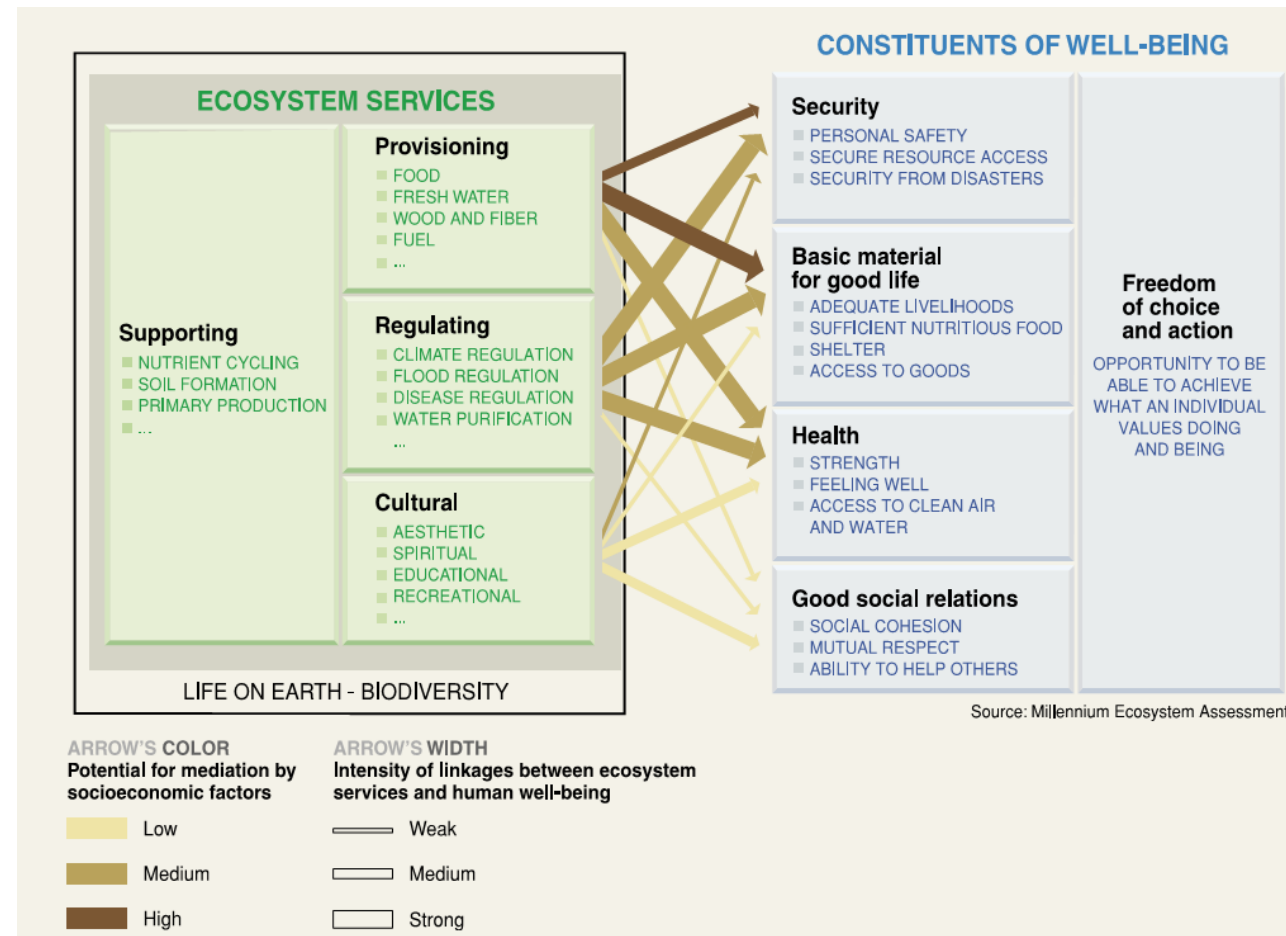 CONSTITUENTS OF WELL-BEING
ECOSYSTEM SERVICES
Supporting
NUTRIENT CYCLING
SOIL FORMATION
PRIMARY PRODUCTION
...
Provisioning
FOOD
FRESH WATER
WOOD AND FIBER
FUEL
...
Regulating
CLIMATE REGULATION
FLOOD REGULATION
DISEASE REGULATION
WATER PURIFICATION
...
Cultural
AESTHETIC
SPIRITUAL
EDUCATIONAL
RECREATIONAL
...
LIFE ON EARTH - BIODIVERSITY
Security
PERSONAL SAFETY
SECURE RESOURCE ACCESS
SECURITY FROM DISASTERS
Basic material
for good life
ADEQUATE LIVELIHOODS
SUFFICIENT NUTRITIOUS FOOD
SHELTER
ACCESS TO GOODS
Health
STRENGTH
FEELING WELL
ACCESS TO CLEAN AIR
AND WATER
Good social relations
SOCIAL COHESION
MUTUAL RESPECT
ABILITY TO HELP OTHERS
Freedom
of choice
and action
OPPORTUNITY TO BE
ABLE TO ACHIEVE
WHAT AN INDIVIDUAL
VALUES DOING
AND BEING
Source: Millennium Ecosystem Assessment
ARROW'S COLOR
Potential for mediation by
socioeconomic factors
Low
Medium
High
ARROW'S WIDTH
Intensity of linkages between ecosystem
services and human well-being
Weak
Medium
Strong